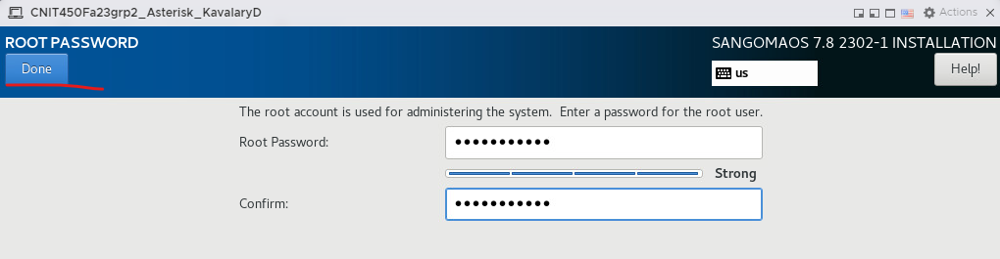 CNIT450Fa23grp2_Asterisk_KavalaryD
Actions
ROOT PASSWORD
SANGOMAOS 7.8 2302-1 INSTALLATION
Done
us
Help!
The root account is used for administering the system.  Enter a password for the root user.
Root Password:
●●●●●●●●●●●
Strong
Confirm:
●●●●●●●●●●●